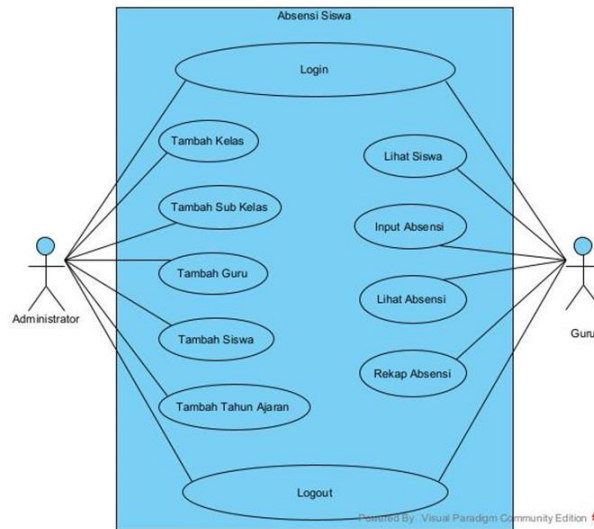 Absensi Siswa
Login
Tambah Kelas
Lihat Siswa
Tambah Sub Kelas
Input Absensi
Tambah Guru
Lihat Absensi
Administrator
Guru
Tambah Siswa
Rekap Absensi
Tambah Tahun Ajaran
Logout
Powered By: Visual Paradigm Community Edition